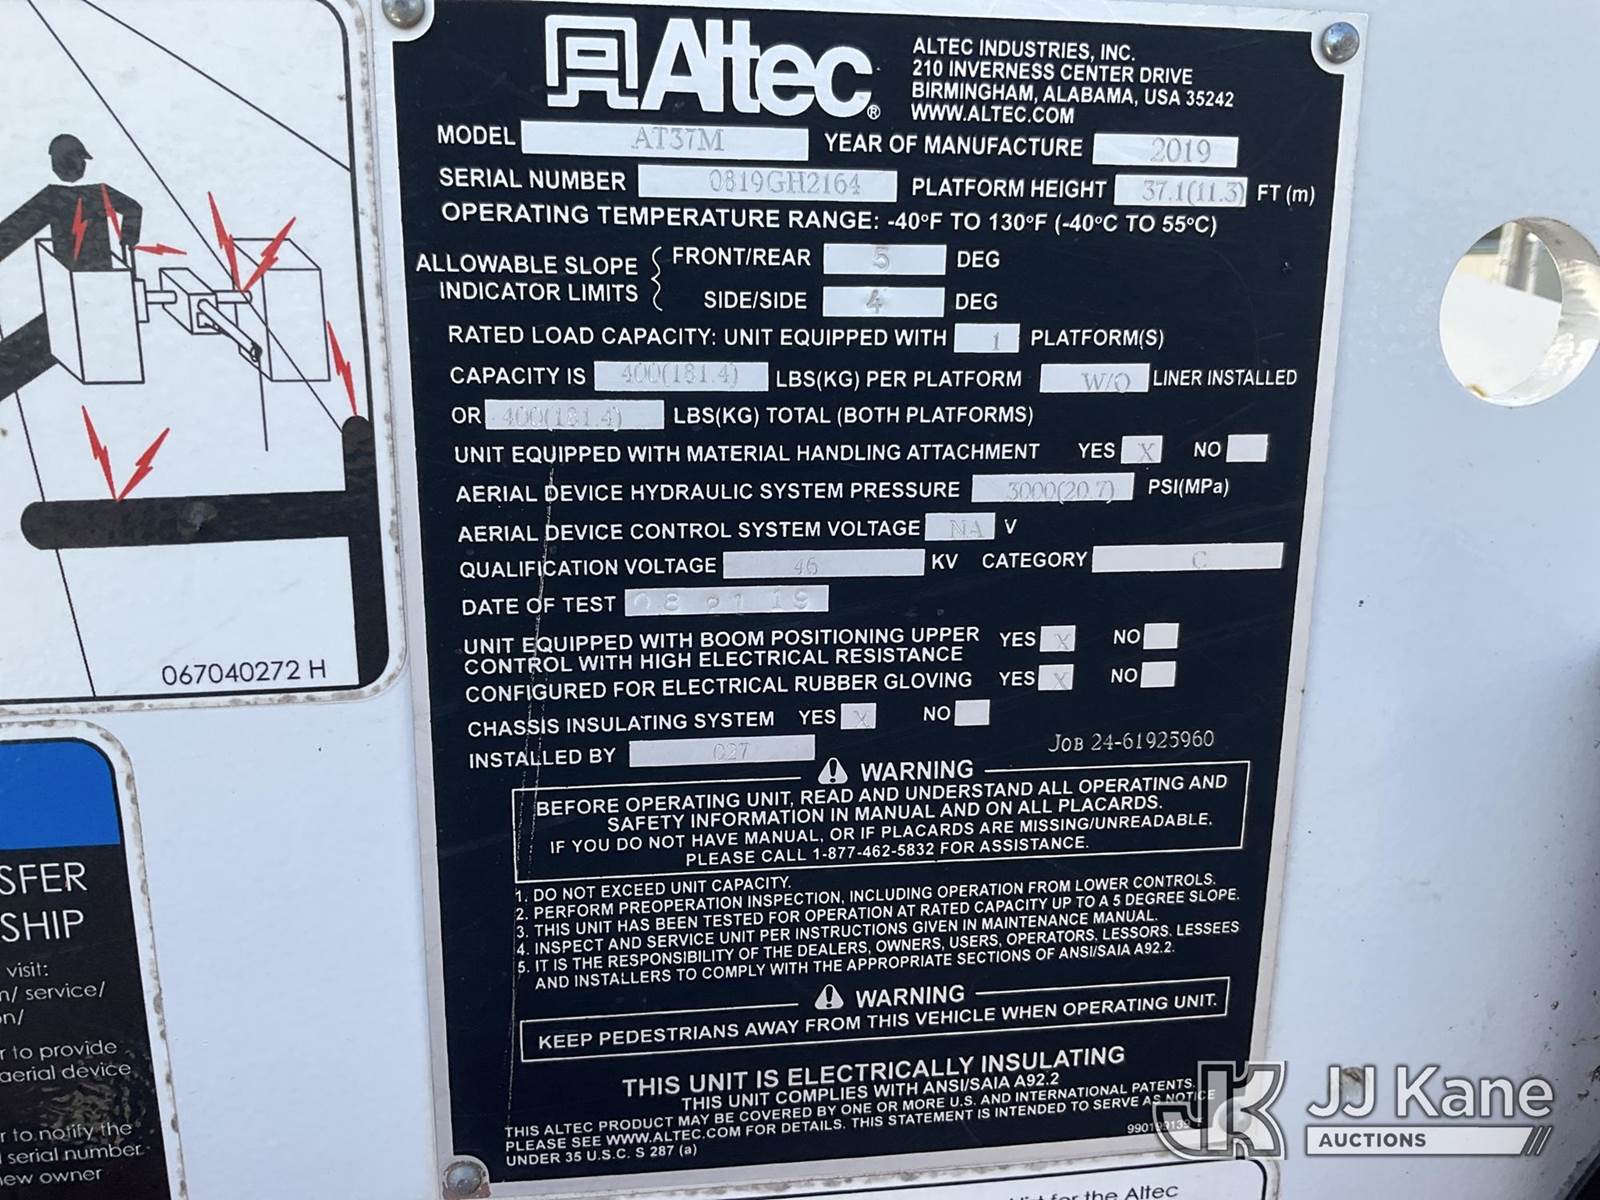 Altec®
ALTEC INDUSTRIES, INC.
210 INVERNESS CENTER DRIVE
BIRMINGHAM, ALABAMA, USA 35242
WWW.ALTEC.COM
MODEL AT37M YEAR OF MANUFACTURE 2019
SERIAL NUMBER 0819GH2164 PLATFORM HEIGHT 37.1(11.3) FT (m)
OPERATING TEMPERATURE RANGE: -40°F TO 130°F (-40°C TO 55°C)
ALLOWABLE SLOPE INDICATOR LIMITS
FRONT/REAR 5 DEG
SIDE/SIDE 4 DEG
RATED LOAD CAPACITY: UNIT EQUIPPED WITH 1 PLATFORM(S)
CAPACITY IS 400(181.4) LBS(KG) PER PLATFORM W/O LINER INSTALLED
OR 400(181.4) LBS(KG) TOTAL (BOTH PLATFORMS)
UNIT EQUIPPED WITH MATERIAL HANDLING ATTACHMENT YES X NO
AERIAL DEVICE HYDRAULIC SYSTEM PRESSURE 3000(20.7) PSI(MPa)
AERIAL DEVICE CONTROL SYSTEM VOLTAGE NA V
QUALIFICATION VOLTAGE 46 KV CATEGORY C
DATE OF TEST 08 19
UNIT EQUIPPED WITH BOOM POSITIONING UPPER YES X NO
CONTROL WITH HIGH ELECTRICAL RESISTANCE
CONFIGURED FOR ELECTRICAL RUBBER GLOVING YES X NO
CHASSIS INSULATING SYSTEM YES X NO
INSTALLED BY 027
JOB 24-61925960
WARNING
BEFORE OPERATING UNIT, READ AND UNDERSTAND ALL OPERATING AND
SAFETY INFORMATION IN MANUAL AND ON ALL PLACARDS.
IF YOU DO NOT HAVE MANUAL, OR IF PLACARDS ARE MISSING/UNREADABLE,
PLEASE CALL 1-877-462-5832 FOR ASSISTANCE.
1. DO NOT EXCEED UNIT CAPACITY.
2. PERFORM PREOPERATION INSPECTION, INCLUDING OPERATION FROM LOWER CONTROLS.
3. THIS UNIT HAS BEEN TESTED FOR OPERATION AT RATED CAPACITY UP TO A 5 DEGREE SLOPE.
4. INSPECT AND SERVICE UNIT PER INSTRUCTIONS GIVEN IN MAINTENANCE MANUAL.
5. IT IS THE RESPONSIBILITY OF THE DEALERS, OWNERS, USERS, OPERATORS, LESSORS, LESSEES
AND INSTALLERS TO COMPLY WITH THE APPROPRIATE SECTIONS OF ANSI/SAIA A92.2.
WARNING
KEEP PEDESTRIANS AWAY FROM THIS VEHICLE WHEN OPERATING UNIT.
THIS UNIT IS ELECTRICALLY INSULATING
THIS UNIT COMPLIES WITH ANSI/SAIA A92.2
THIS ALTEC PRODUCT MAY BE COVERED BY ONE OR MORE U.S. AND INTERNATIONAL PATENTS.
PLEASE SEE WWW.ALTEC.COM FOR DETAILS. THIS STATEMENT IS INTENDED TO SERVE AS NOTICE
UNDER 35 U.S.C. S 287 (a)
067040272 H
SFER
SHIP
visit:
n/ service/
on/
r to provide
aerial device
r to notify the
serial number
new owner
for the Altec
JK JJ Kane
AUCTIONS